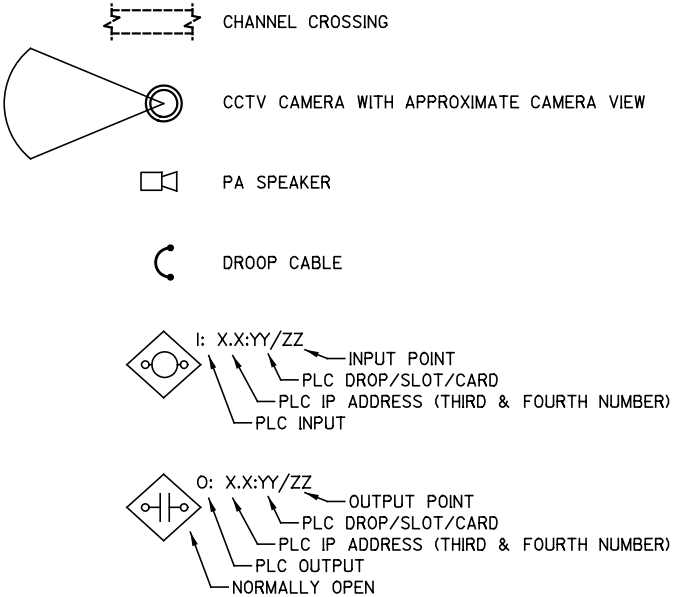 CHANNEL CROSSING
CCTV CAMERA WITH APPROXIMATE CAMERA VIEW
PA SPEAKER
DROOP CABLE
I: X.X:YY/ZZ
INPUT POINT
PLC DROP/SLOT/CARD
PLC IP ADDRESS (THIRD & FOURTH NUMBER)
PLC INPUT
O: X.X:YY/ZZ
OUTPUT POINT
PLC DROP/SLOT/CARD
PLC IP ADDRESS (THIRD & FOURTH NUMBER)
PLC OUTPUT
NORMALLY OPEN